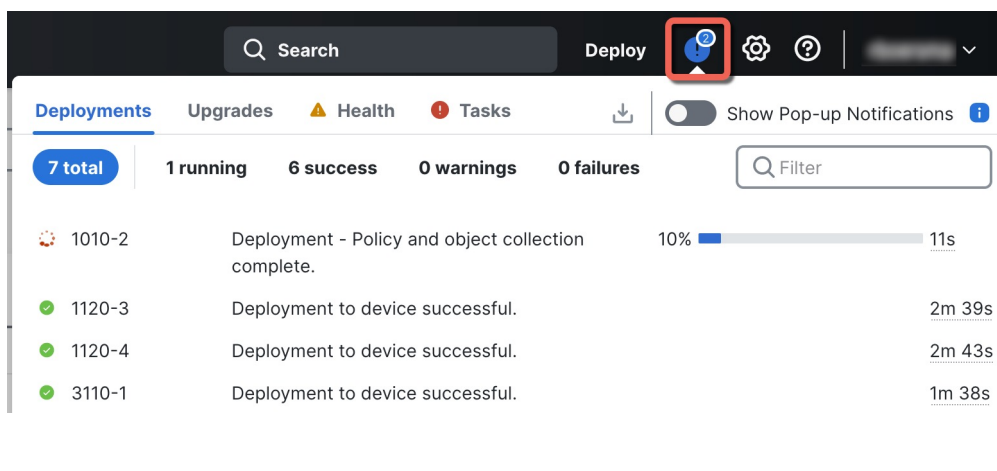 Search Deploy 2
Deployments Upgrades Health Tasks Show Pop-up Notifications
7 total 1 running 6 success 0 warnings 0 failures Filter
1010-2 Deployment - Policy and object collection 10% 11s
complete.
1120-3 Deployment to device successful. 2m 39s
1120-4 Deployment to device successful. 2m 43s
3110-1 Deployment to device successful. 1m 38s